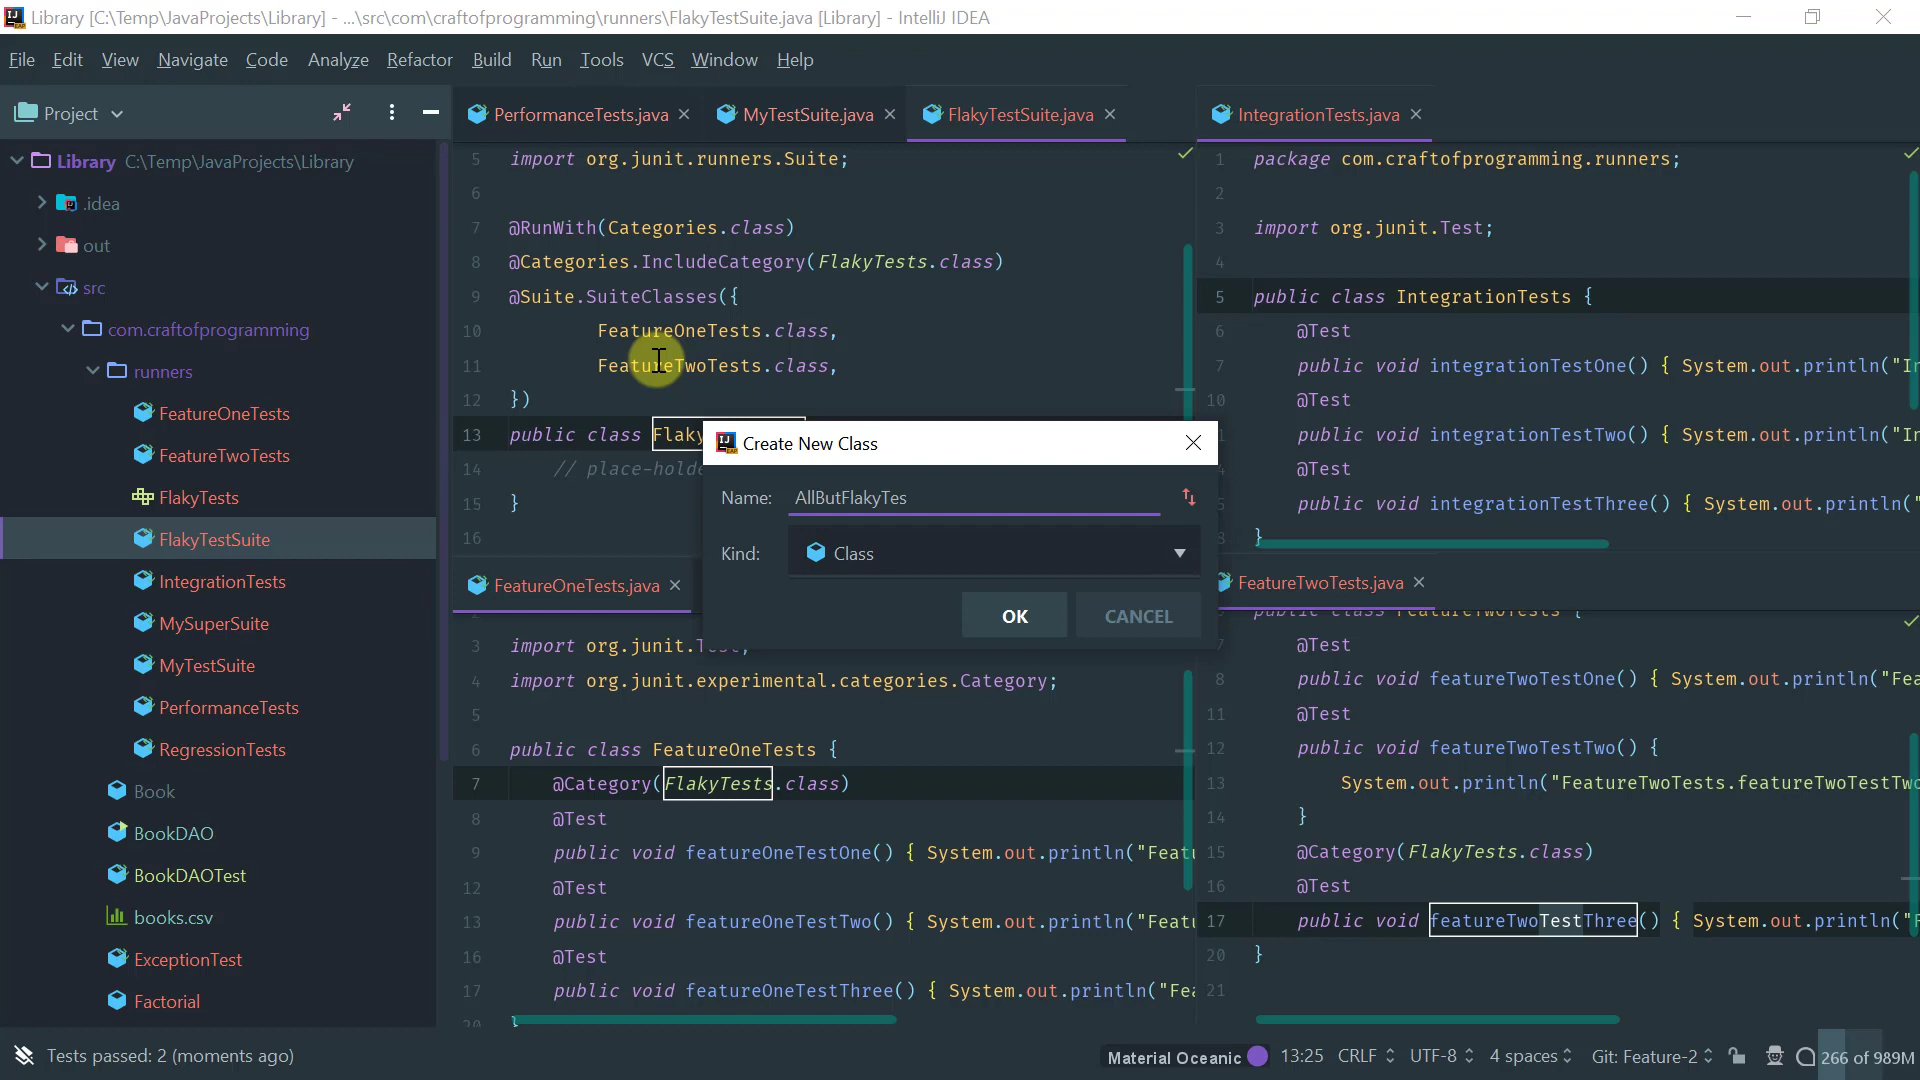 Library [C:\Temp\JavaProjects\Library] - ...\src\com\craftofprogramming\runners\FlakyTestSuite.java [Library] - IntelliJ IDEA
File Edit View Navigate Code Analyze Refactor Build Run Tools VCS Window Help
Project
Library C:\Temp\JavaProjects\Library
.idea
out
src
com.craftofprogramming
runners
FeatureOneTests
FeatureTwoTests
FlakyTests
FlakyTestSuite
IntegrationTests
MySuperSuite
MyTestSuite
PerformanceTests
RegressionTests
Book
BookDAO
BookDAOTest
books.csv
ExceptionTest
Factorial
PerformanceTests.java MyTestSuite.java FlakyTestSuite.java
5 import org.junit.runners.Suite;
6
7 @RunWith(Categories.class)
8 @Categories.IncludeCategory(FlakyTests.class)
9 @Suite.SuiteClasses({
10 FeatureOneTests.class,
11 FeatureTwoTests.class,
12 })
13 public class Flaky
14 // place-holde
15 }
16
IntegrationTests.java
1 package com.craftofprogramming.runners;
2
3 import org.junit.Test;
4
5 public class IntegrationTests {
6 @Test
7 public void integrationTestOne() { System.out.println("In
10 @Test
public void integrationTestTwo() { System.out.println("In
@Test
public void integrationTestThree() { System.out.println("
}
Create New Class
Name: AllButFlakyTes
Kind: Class
OK CANCEL
FeatureOneTests.java
3 import org.junit.Test;
4 import org.junit.experimental.categories.Category;
5
6 public class FeatureOneTests {
7 @Category(FlakyTests.class)
8 @Test
9 public void featureOneTestOne() { System.out.println("Featu
12 @Test
13 public void featureOneTestTwo() { System.out.println("Featu
16 @Test
17 public void featureOneTestThree() { System.out.println("Fea
20 }
FeatureTwoTests.java
public class FeatureTwoTests {
7 @Test
8 public void featureTwoTestOne() { System.out.println("Fea
11 @Test
12 public void featureTwoTestTwo() {
13 System.out.println("FeatureTwoTests.featureTwoTestTwo
14 }
15 @Category(FlakyTests.class)
16 @Test
17 public void featureTwoTestThree() { System.out.println("F
20 }
21
Tests passed: 2 (moments ago)
Material Oceanic 13:25 CRLF UTF-8 4 spaces Git: Feature-2 266 of 989M